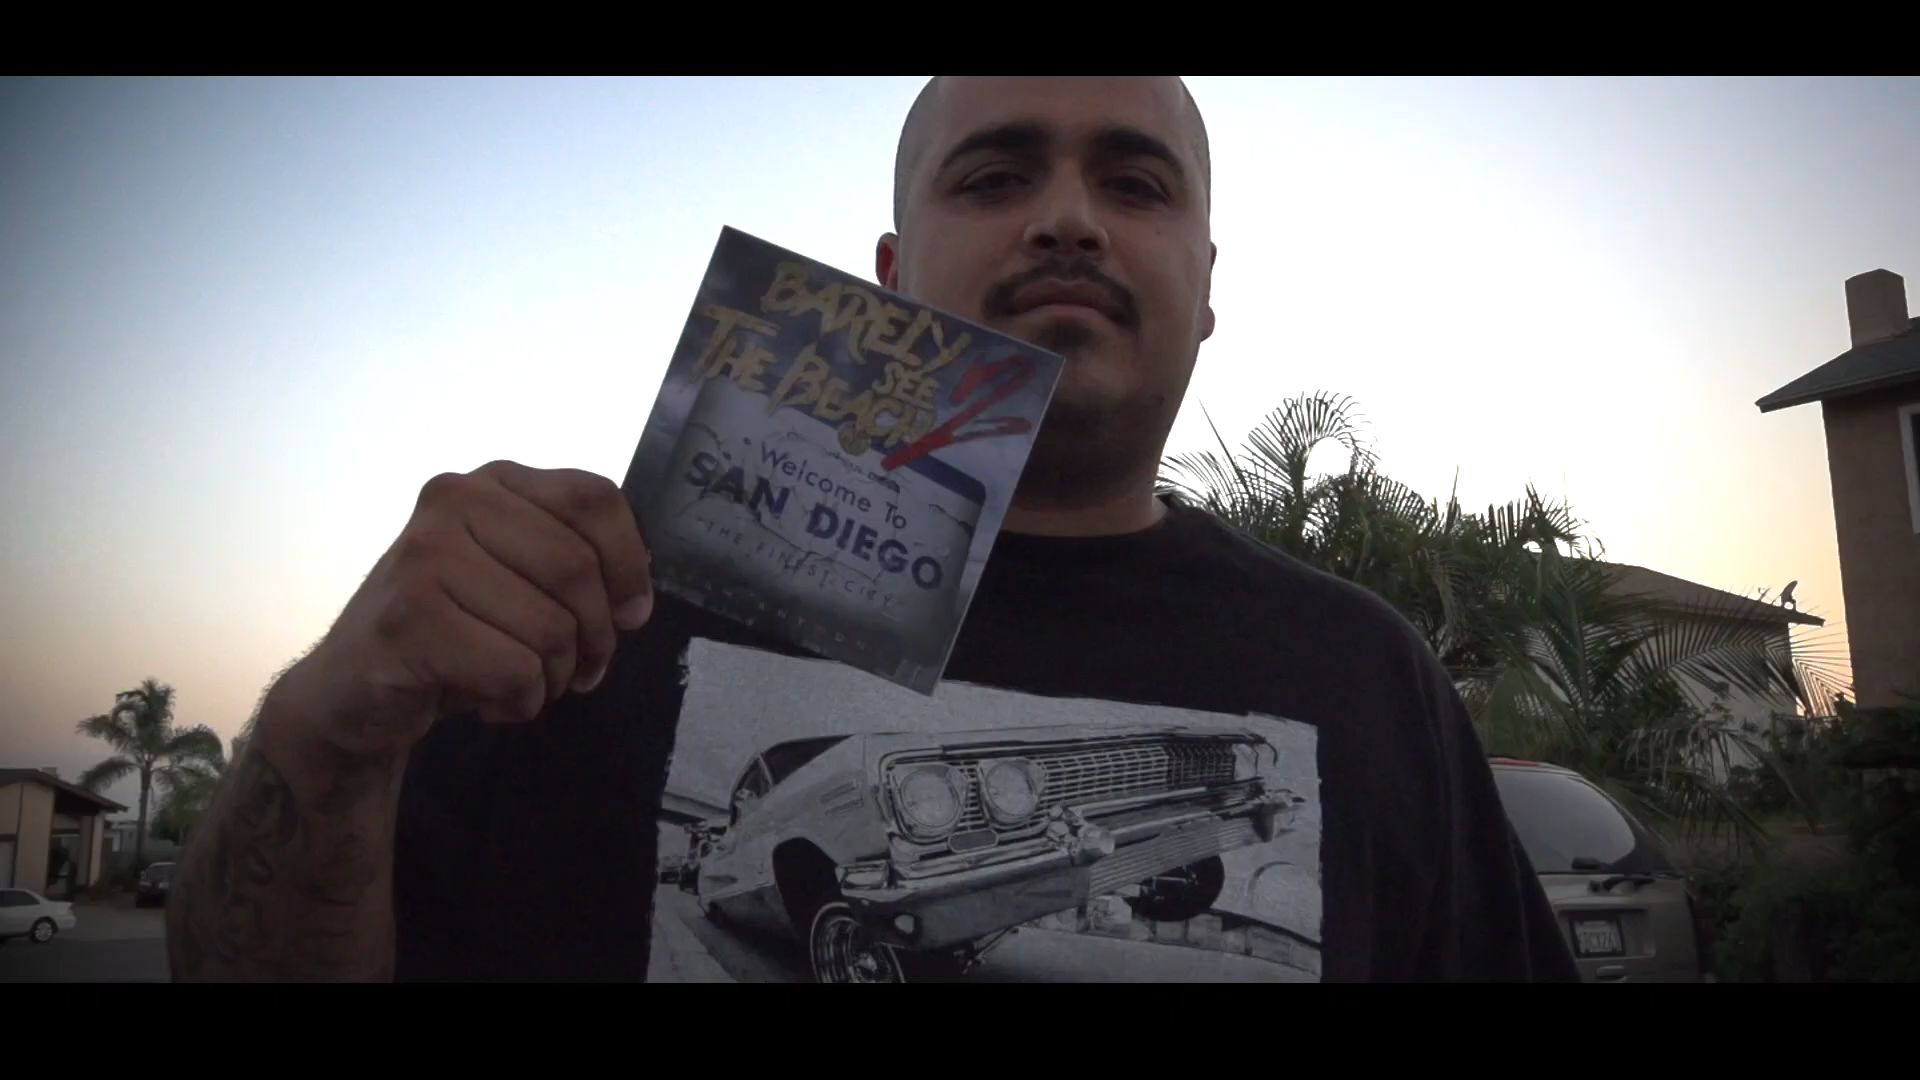 BARELY
SEE
THE BEACH 2
Welcome To
SAN DIEGO
"THE FINEST CITY"